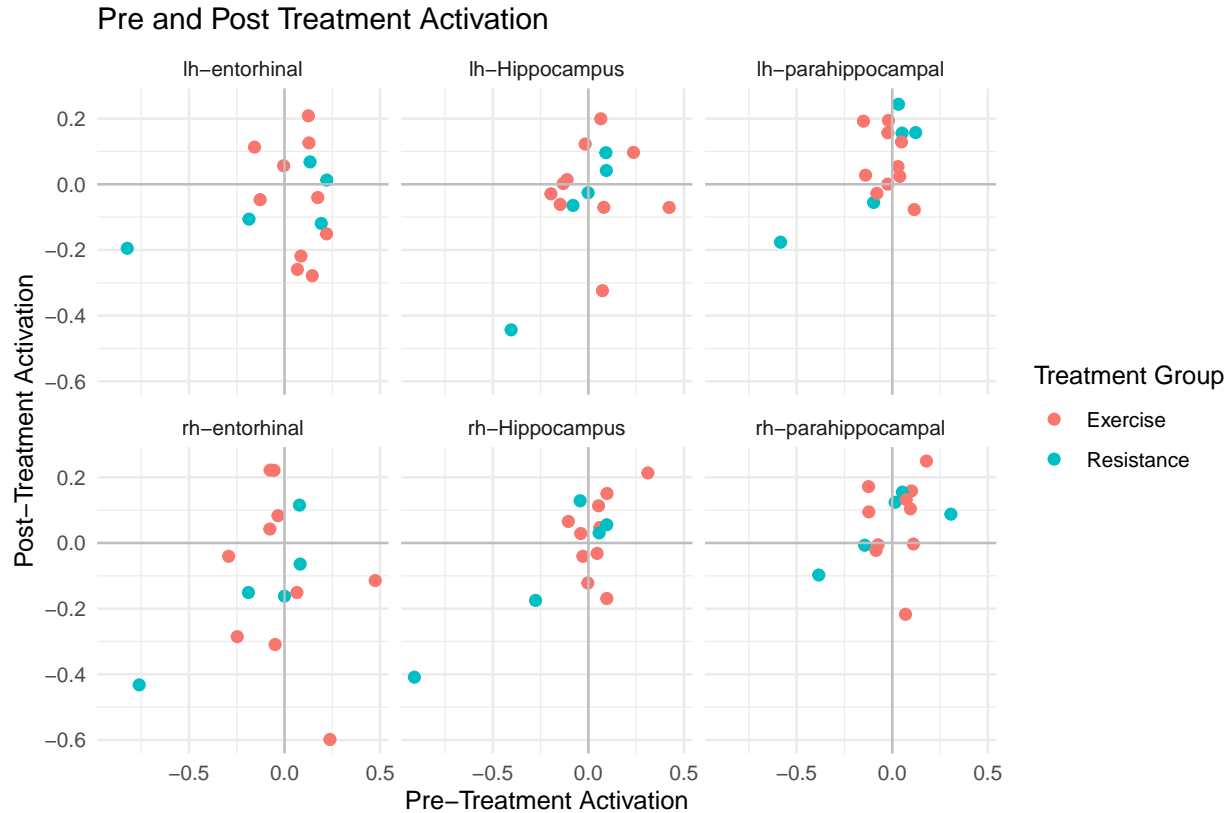 Pre and Post Treatment Activation
lh−entorhinal
lh−Hippocampus
lh−parahippocampal
0.2
0.0
−0.2
−0.4
−0.6
rh−entorhinal
rh−Hippocampus
rh−parahippocampal
0.2
0.0
−0.2
−0.4
−0.6
−0.5 0.0 0.5
−0.5 0.0 0.5
−0.5 0.0 0.5
Pre−Treatment Activation
Post−Treatment Activation
Treatment Group
Exercise
Resistance